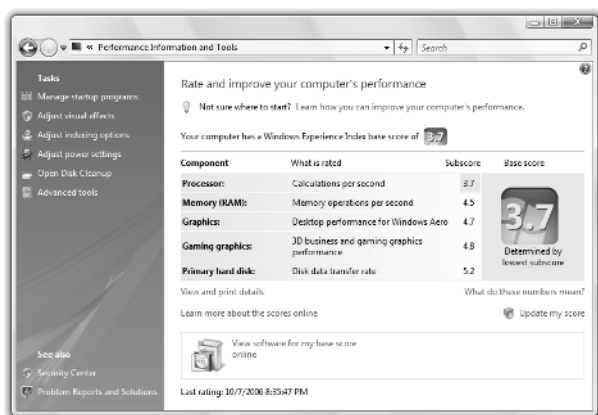 « Performance Information and Tools
Search
Tasks
Manage startup programs
Adjust visual effects
Adjust indexing options
Adjust power settings
Open Disk Cleanup
Advanced tools
See also
Security Center
Problem Reports and Solutions
Rate and improve your computer's performance
Not sure where to start? Learn how you can improve your computer's performance.
Your computer has a Windows Experience Index base score of 3.7
Component What is rated Subscore Base score
Processor: Calculations per second 3.7
Memory (RAM): Memory operations per second 4.5
Graphics: Desktop performance for Windows Aero 4.7
Gaming graphics: 3D business and gaming graphics performance 4.8
Primary hard disk: Disk data transfer rate 5.2
3.7
Determined by
lowest subscore
View and print details What do these numbers mean?
Learn more about the scores online Update my score
View software for my base score
online
Last rating: 10/7/2006 8:35:47 PM